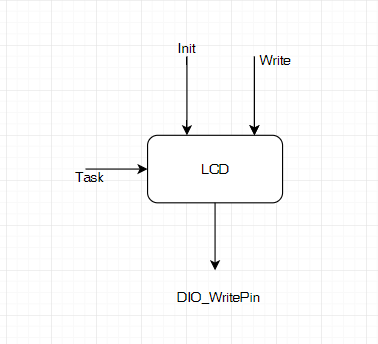 Init
Write
LCD
Task
DIO_WritePin